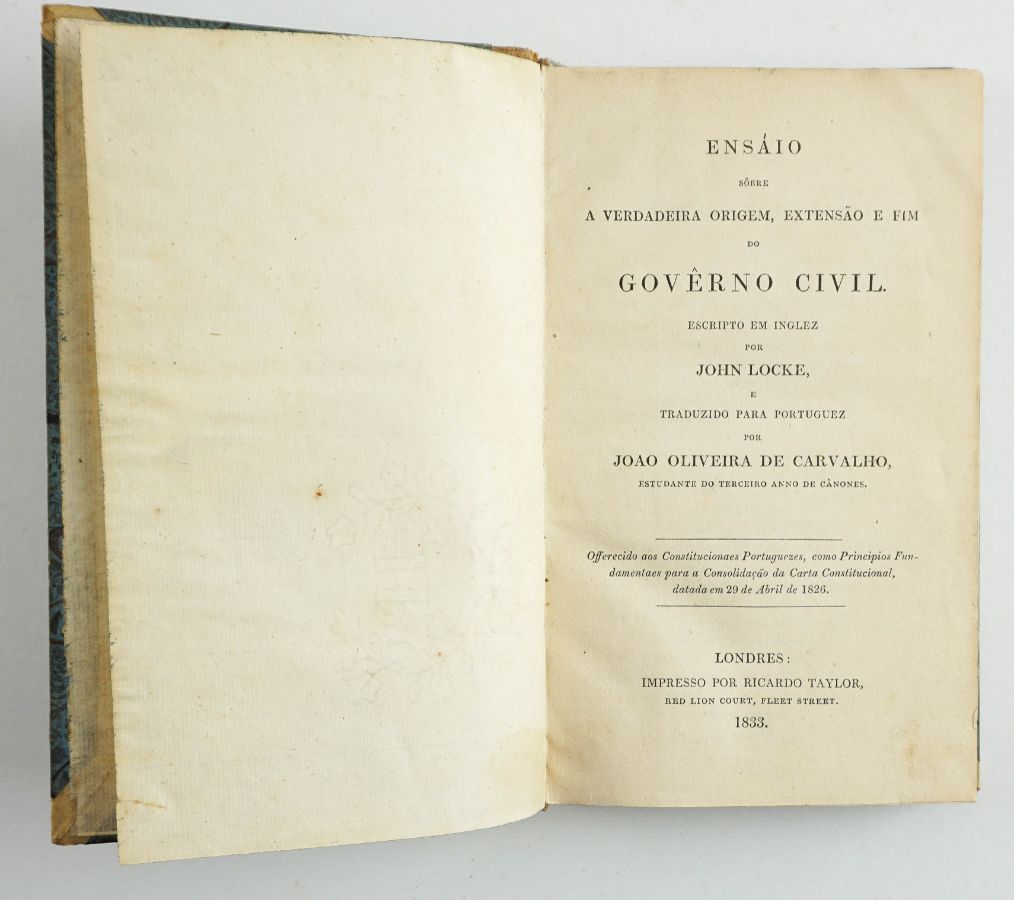 ENSÁIO
SÔBRE
A VERDADEIRA ORIGEM, EXTENSÃO E FIM
DO
GOVÊRNO CIVIL.
ESCRIPTO EM INGLEZ
POR
JOHN LOCKE,
E
TRADUZIDO PARA PORTUGUEZ
POR
JOAO OLIVEIRA DE CARVALHO,
ESTUDANTE DO TERCEIRO ANNO DE CÀNONES.
Offerecido aos Constitucionaes Portuguezes, como Principios Fun-
damentaes para a Consolidação da Carta Constitucional,
datada em 29 de Abril de 1826.
LONDRES:
IMPRESSO POR RICARDO TAYLOR,
RED LION COURT, FLEET STREET.
1833.